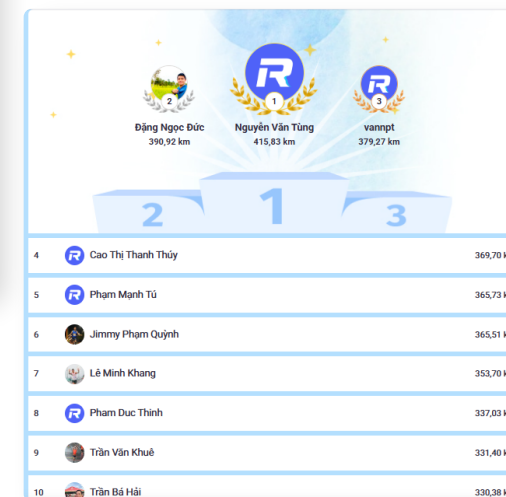 2
1
3
Đặng Ngọc Đức
Nguyễn Văn Tùng
vannpt
390,92 km
415,83 km
379,27 km
2
1
3
4 Cao Thị Thanh Thủy 369,70 k
5 Phạm Mạnh Tú 365,73 k
6 Jimmy Phạm Quỳnh 365,51 k
7 Lê Minh Khang 353,70 k
8 Pham Duc Thinh 337,03 k
9 Trần Văn Khuê 331,40 k
10 Trần Bá Hải 330,38 k